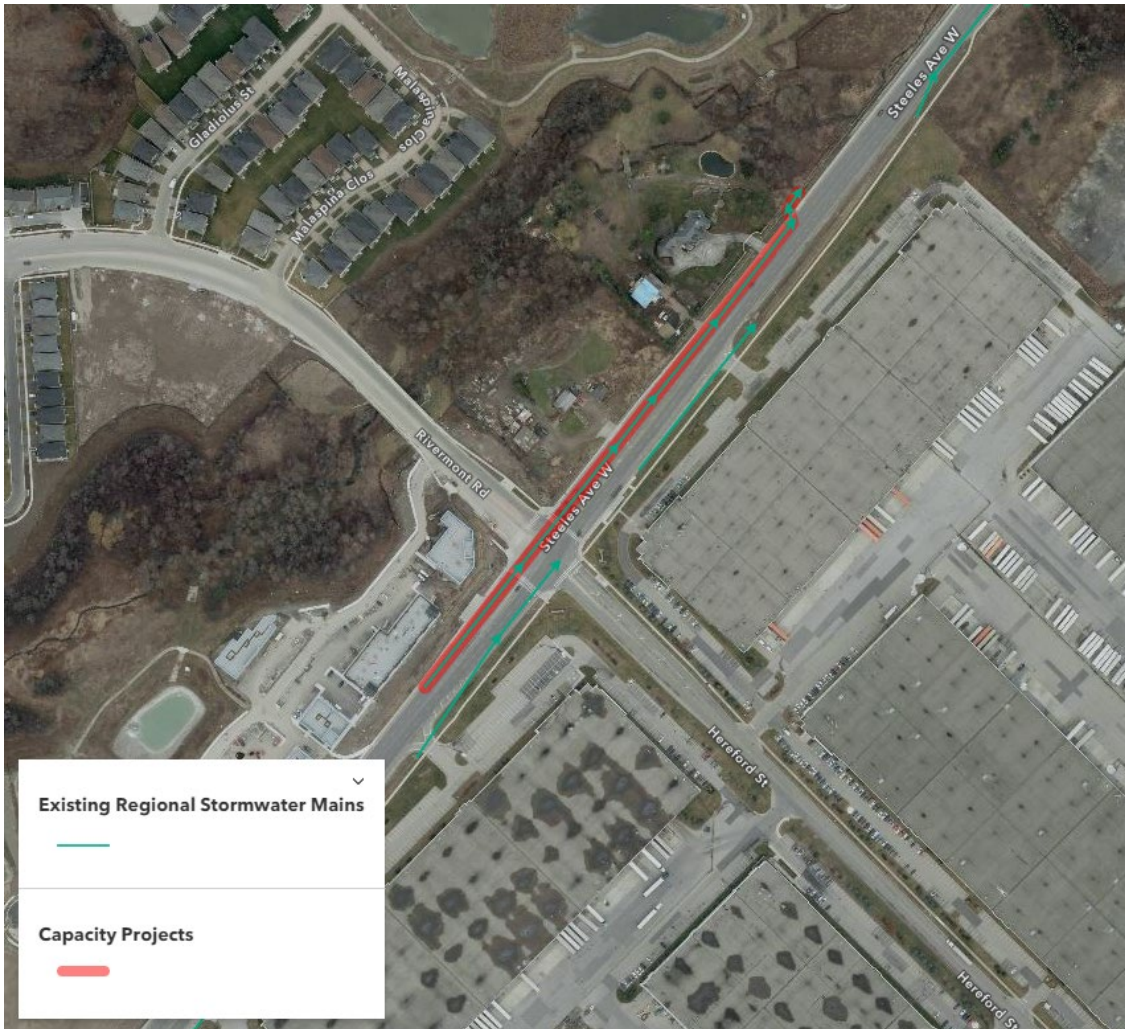 Steeles Ave W
Malaspina
Clos
Gladiolus St
Malaspina Clos
Rivermont Rd
Steeles Ave W
Hereford St
Existing Regional Stormwater Mains
Capacity Projects
Hereford St